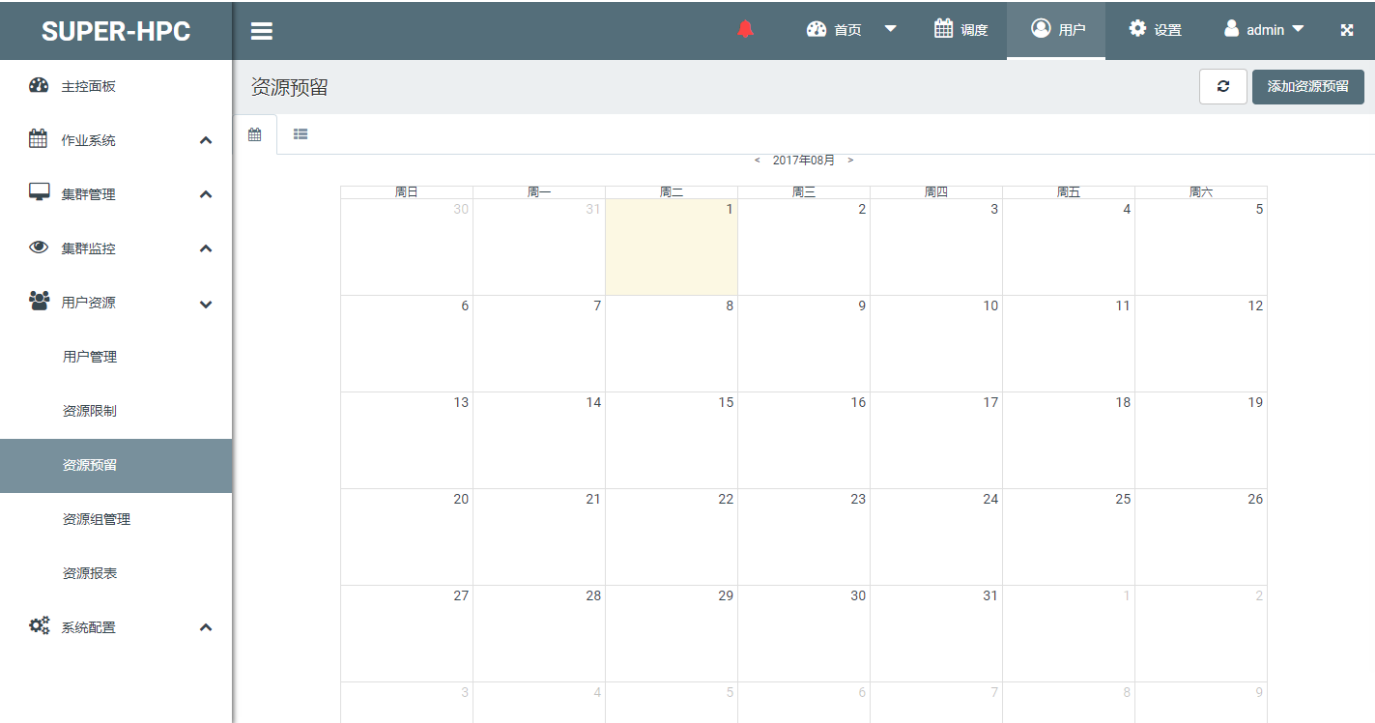 SUPER-HPC
首页
调度
用户
设置
admin
主控面板
作业系统
集群管理
集群监控
用户资源
用户管理
资源限制
资源预留
资源组管理
资源报表
系统配置
资源预留
添加资源预留
< 2017年08月 >
周日 周一 周二 周三 周四 周五 周六
30 31 1 2 3 4 5
6 7 8 9 10 11 12
13 14 15 16 17 18 19
20 21 22 23 24 25 26
27 28 29 30 31 1 2
3 4 5 6 7 8 9